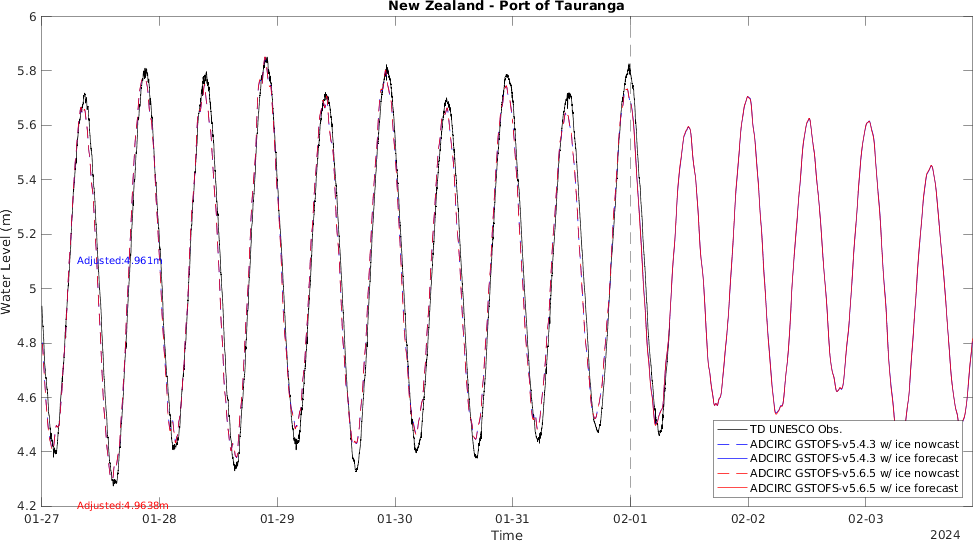 New Zealand - Port of Tauranga
Water Level (m)
6
5.8
5.6
5.4
5.2
5
4.8
4.6
4.4
4.2
Adjusted:4.961m
Adjusted:4.9638m
TD UNESCO Obs.
ADCIRC GSTOFS-v5.4.3 w/ ice nowcast
ADCIRC GSTOFS-v5.4.3 w/ ice forecast
ADCIRC GSTOFS-v5.6.5 w/ ice nowcast
ADCIRC GSTOFS-v5.6.5 w/ ice forecast
01-27 01-28 01-29 01-30 01-31 02-01 02-02 02-03
Time
2024